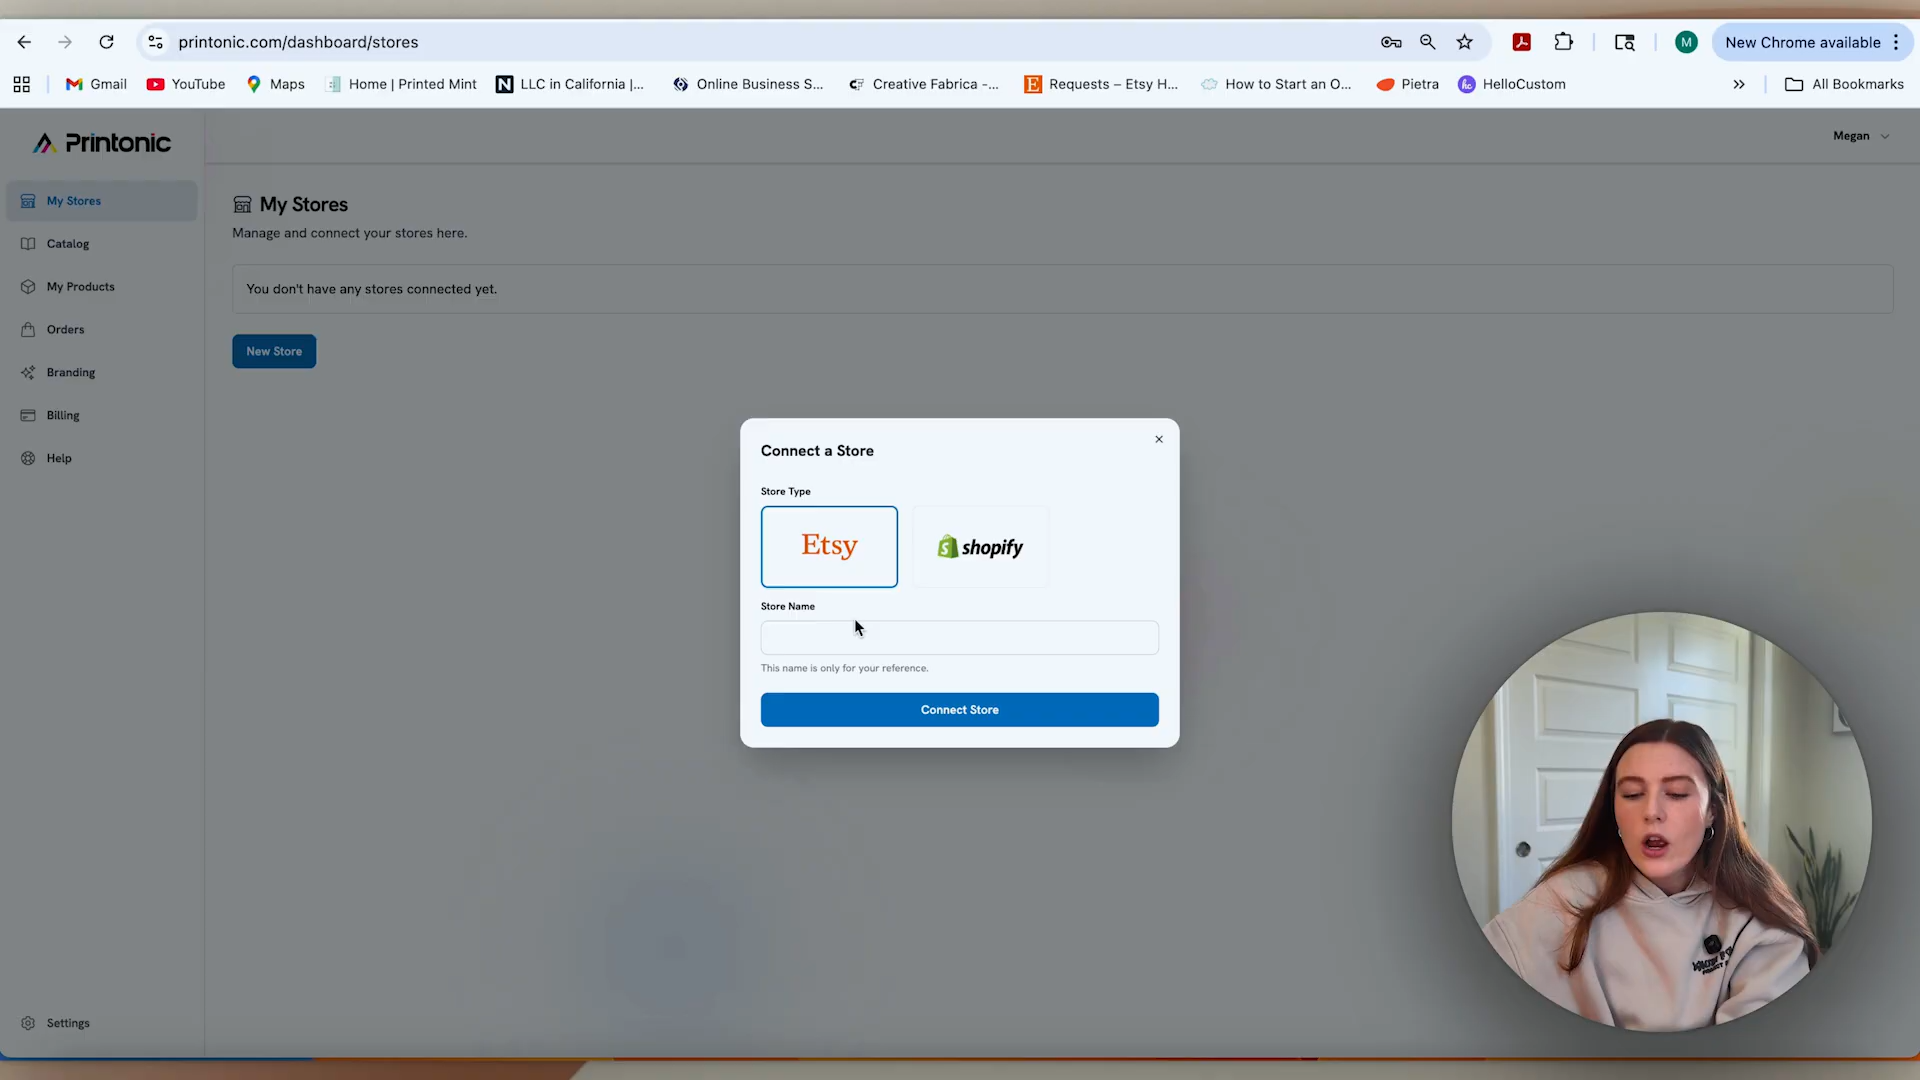 printonic.com/dashboard/stores
M
New Chrome available
Gmail
YouTube
Maps
Home | Printed Mint
LLC in California |...
Online Business S...
Creative Fabrica -...
Requests – Etsy H...
How to Start an O...
Pietra
hc
HelloCustom
All Bookmarks
Printonic
Megan
My Stores
Catalog
My Products
Orders
Branding
Billing
Help
Settings
My Stores
Manage and connect your stores here.
You don't have any stores connected yet.
New Store
Connect a Store
Store Type
Etsy
shopify
Store Name
This name is only for your reference.
Connect Store